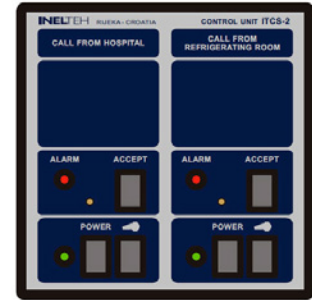 INELTEH RIJEKA - CROATIA CONTROL UNIT ITCS-2
CALL FROM HOSPITAL
CALL FROM
REFRIGERATING ROOM
ALARM ACCEPT
ALARM ACCEPT
POWER
POWER